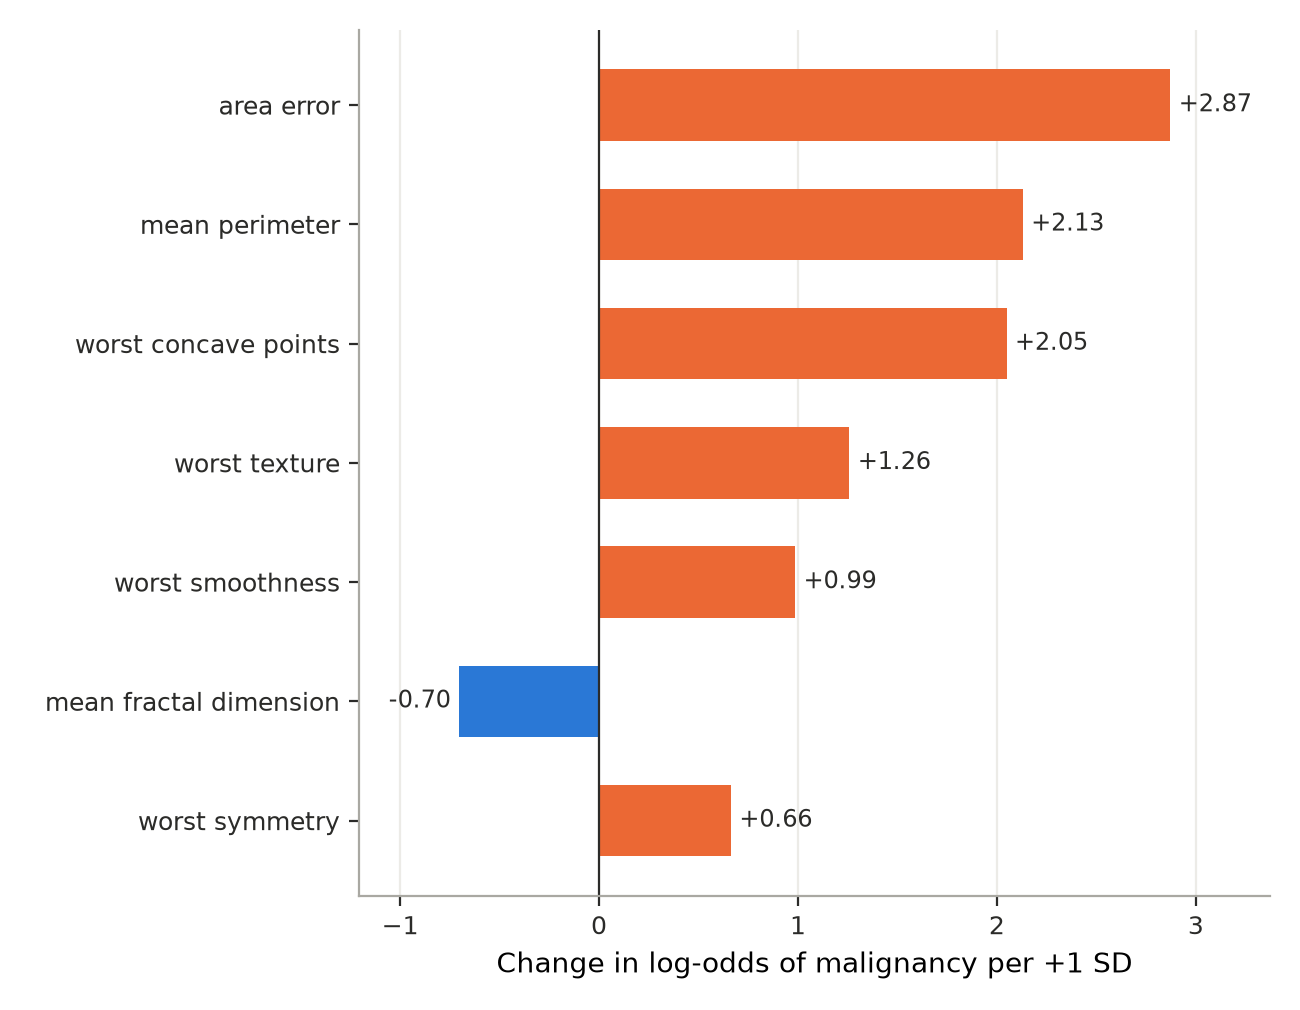 area error
+2.87
mean perimeter
+2.13
worst concave points
+2.05
worst texture
+1.26
worst smoothness
+0.99
mean fractal dimension
-0.70
worst symmetry
+0.66
−1 0 1 2 3
Change in log-odds of malignancy per +1 SD